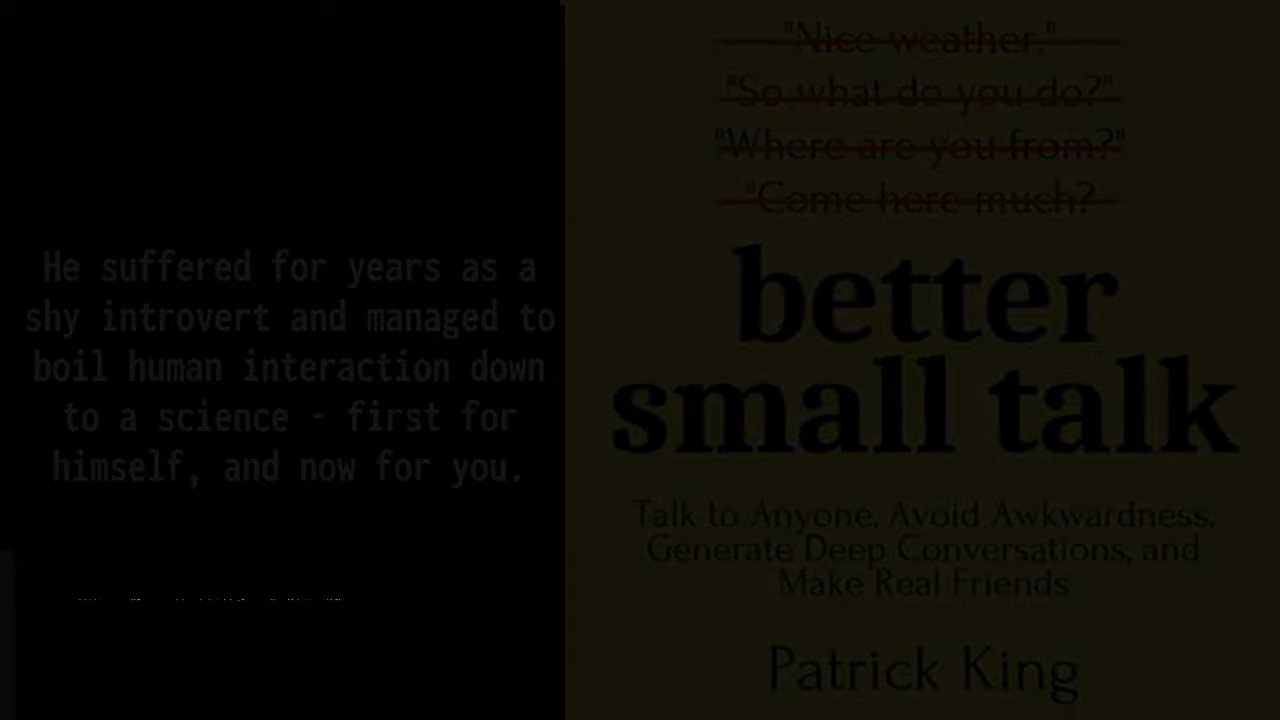 He suffered for years as a
shy introvert and managed to
boil human interaction down
to a science - first for
himself, and now for you.
"Nice weather."
"So what do you do?"
"Where are you from?"
"Come here much?
better
small talk
Talk to Anyone, Avoid Awkwardness,
Generate Deep Conversations, and
Make Real Friends
Patrick King